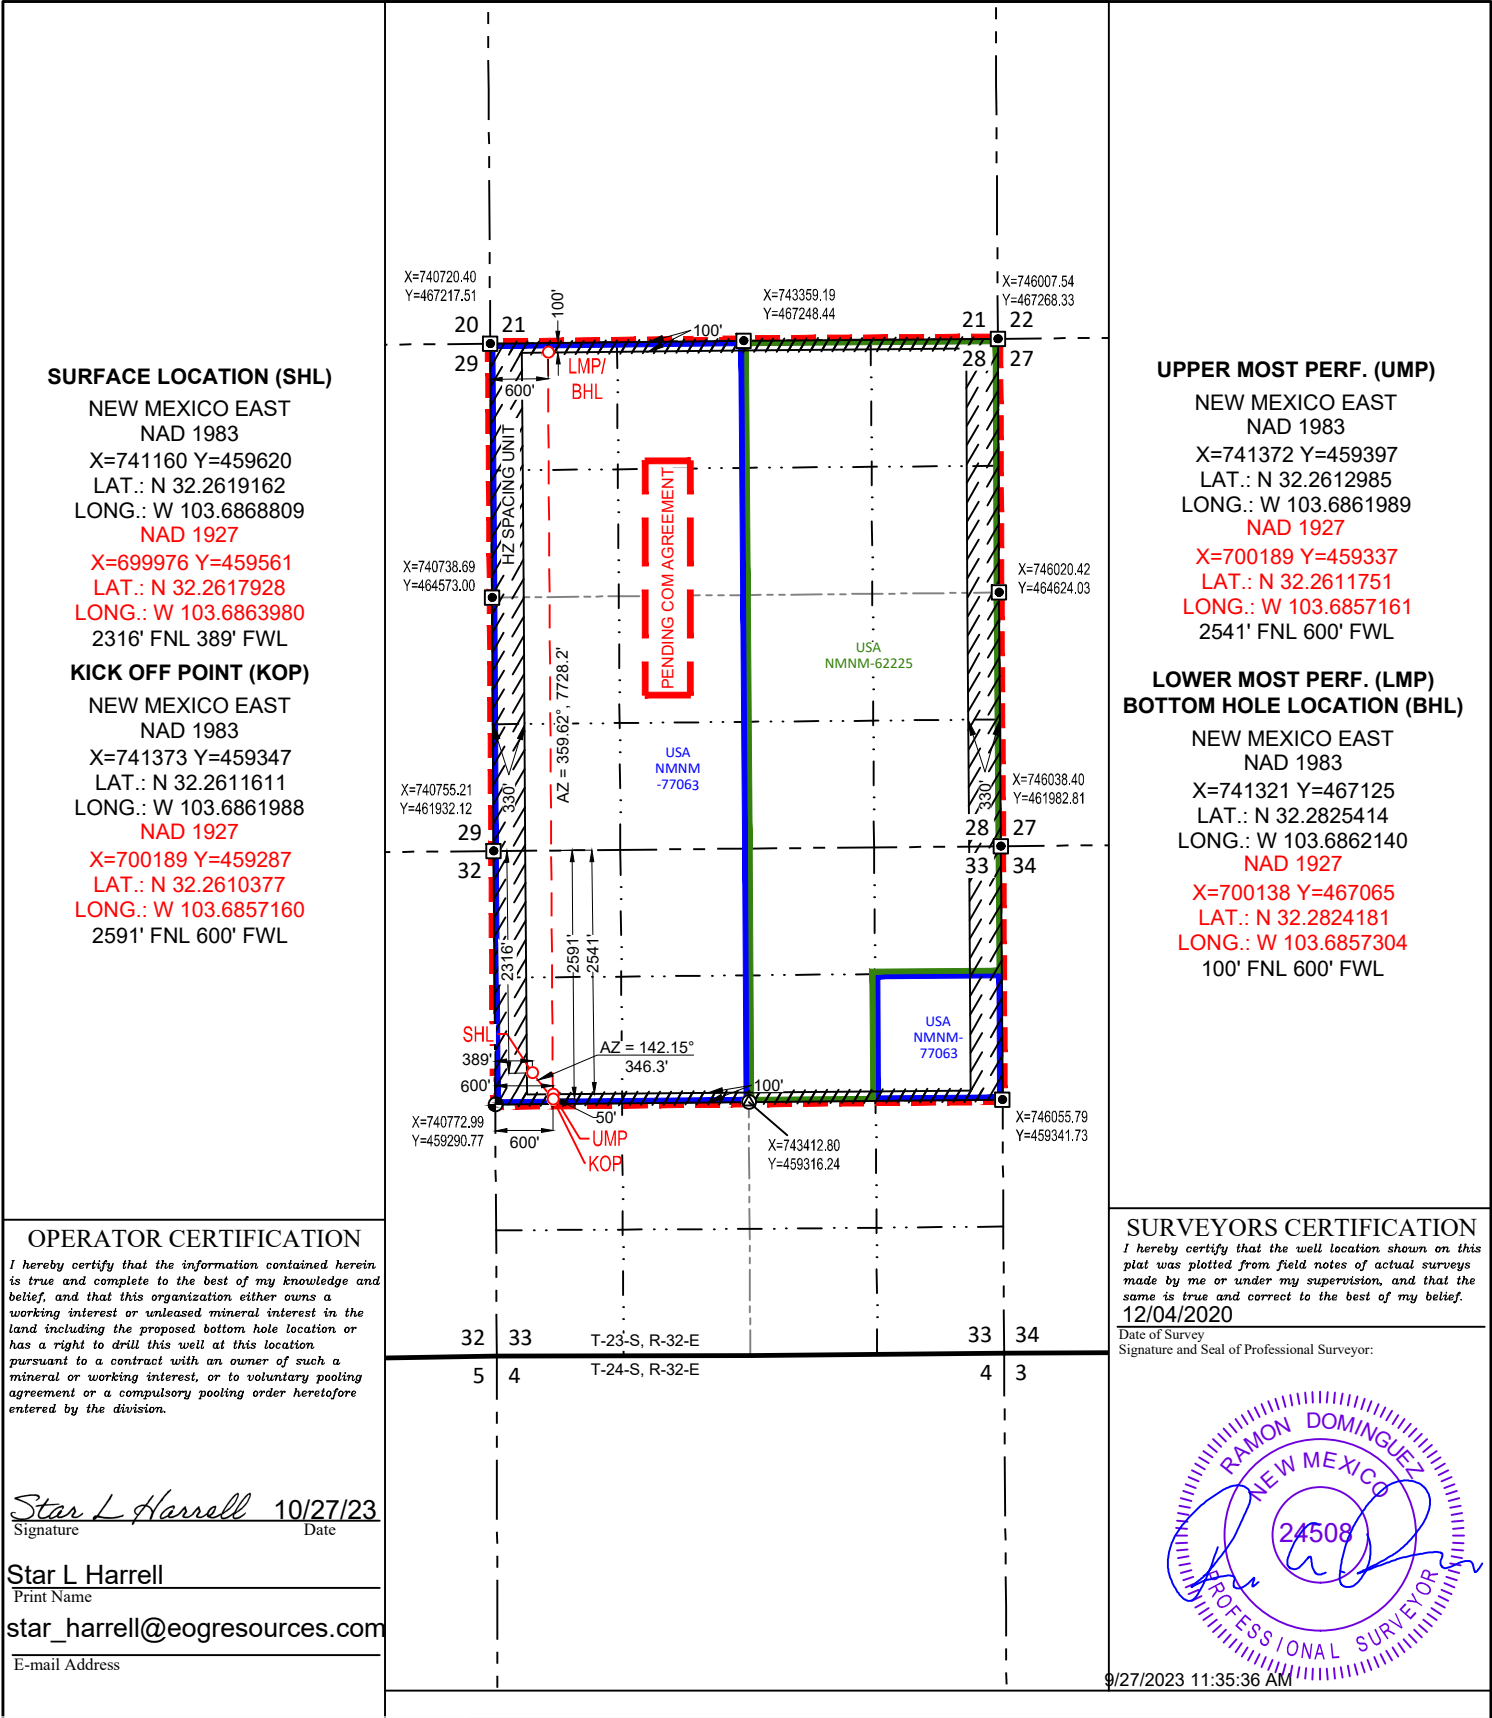 SURFACE LOCATION (SHL)
NEW MEXICO EAST
NAD 1983
X=741160 Y=459620
LAT.: N 32.2619162
LONG.: W 103.6868809
NAD 1927
X=699976 Y=459561
LAT.: N 32.2617928
LONG.: W 103.6863980
2316' FNL 389' FWL
KICK OFF POINT (KOP)
NEW MEXICO EAST
NAD 1983
X=741373 Y=459347
LAT.: N 32.2611611
LONG.: W 103.6861988
NAD 1927
X=700189 Y=459287
LAT.: N 32.2610377
LONG.: W 103.6857160
2591' FNL 600' FWL
X=740720.40
Y=467217.51
X=743359.19
Y=467248.44
X=746007.54
Y=467268.33
20 21
29
21 22
28 27
100'
100'
LMP/
BHL
600'
HZ SPACING UNIT
PENDING COM AGREEMENT
X=740738.69
Y=464573.00
X=746020.42
Y=464624.03
USA
NMNM-62225
AZ = 359.62°, 7728.2'
USA
NMNM
-77063
330'
330'
X=740755.21
Y=461932.12
X=746038.40
Y=461982.81
29
32
28 27
33 34
2316'
2591'
2541'
SHL
389'
600'
AZ = 142.15°
346.3'
USA
NMNM-
77063
100'
50'
600'
UMP
KOP
X=740772.99
Y=459290.77
X=743412.80
Y=459316.24
X=746055.79
Y=459341.73
32 33
T-23-S, R-32-E
33 34
5 4
T-24-S, R-32-E
4 3
UPPER MOST PERF. (UMP)
NEW MEXICO EAST
NAD 1983
X=741372 Y=459397
LAT.: N 32.2612985
LONG.: W 103.6861989
NAD 1927
X=700189 Y=459337
LAT.: N 32.2611751
LONG.: W 103.6857161
2541' FNL 600' FWL
LOWER MOST PERF. (LMP)
BOTTOM HOLE LOCATION (BHL)
NEW MEXICO EAST
NAD 1983
X=741321 Y=467125
LAT.: N 32.2825414
LONG.: W 103.6862140
NAD 1927
X=700138 Y=467065
LAT.: N 32.2824181
LONG.: W 103.6857304
100' FNL 600' FWL
OPERATOR CERTIFICATION
I hereby certify that the information contained herein
is true and complete to the best of my knowledge and
belief, and that this organization either owns a
working interest or unleased mineral interest in the
land including the proposed bottom hole location or
has a right to drill this well at this location
pursuant to a contract with an owner of such a
mineral or working interest, or to voluntary pooling
agreement or a compulsory pooling order heretofore
entered by the division.
Star L Harrell 10/27/23
Signature Date
Star L Harrell
Print Name
star_harrell@eogresources.com
E-mail Address
SURVEYORS CERTIFICATION
I hereby certify that the well location shown on this
plat was plotted from field notes of actual surveys
made by me or under my supervision, and that the
same is true and correct to the best of my belief.
12/04/2020
Date of Survey
Signature and Seal of Professional Surveyor:
RAMON DOMINGUEZ
NEW MEXICO
24508
PROFESSIONAL SURVEYOR
9/27/2023 11:35:36 AM